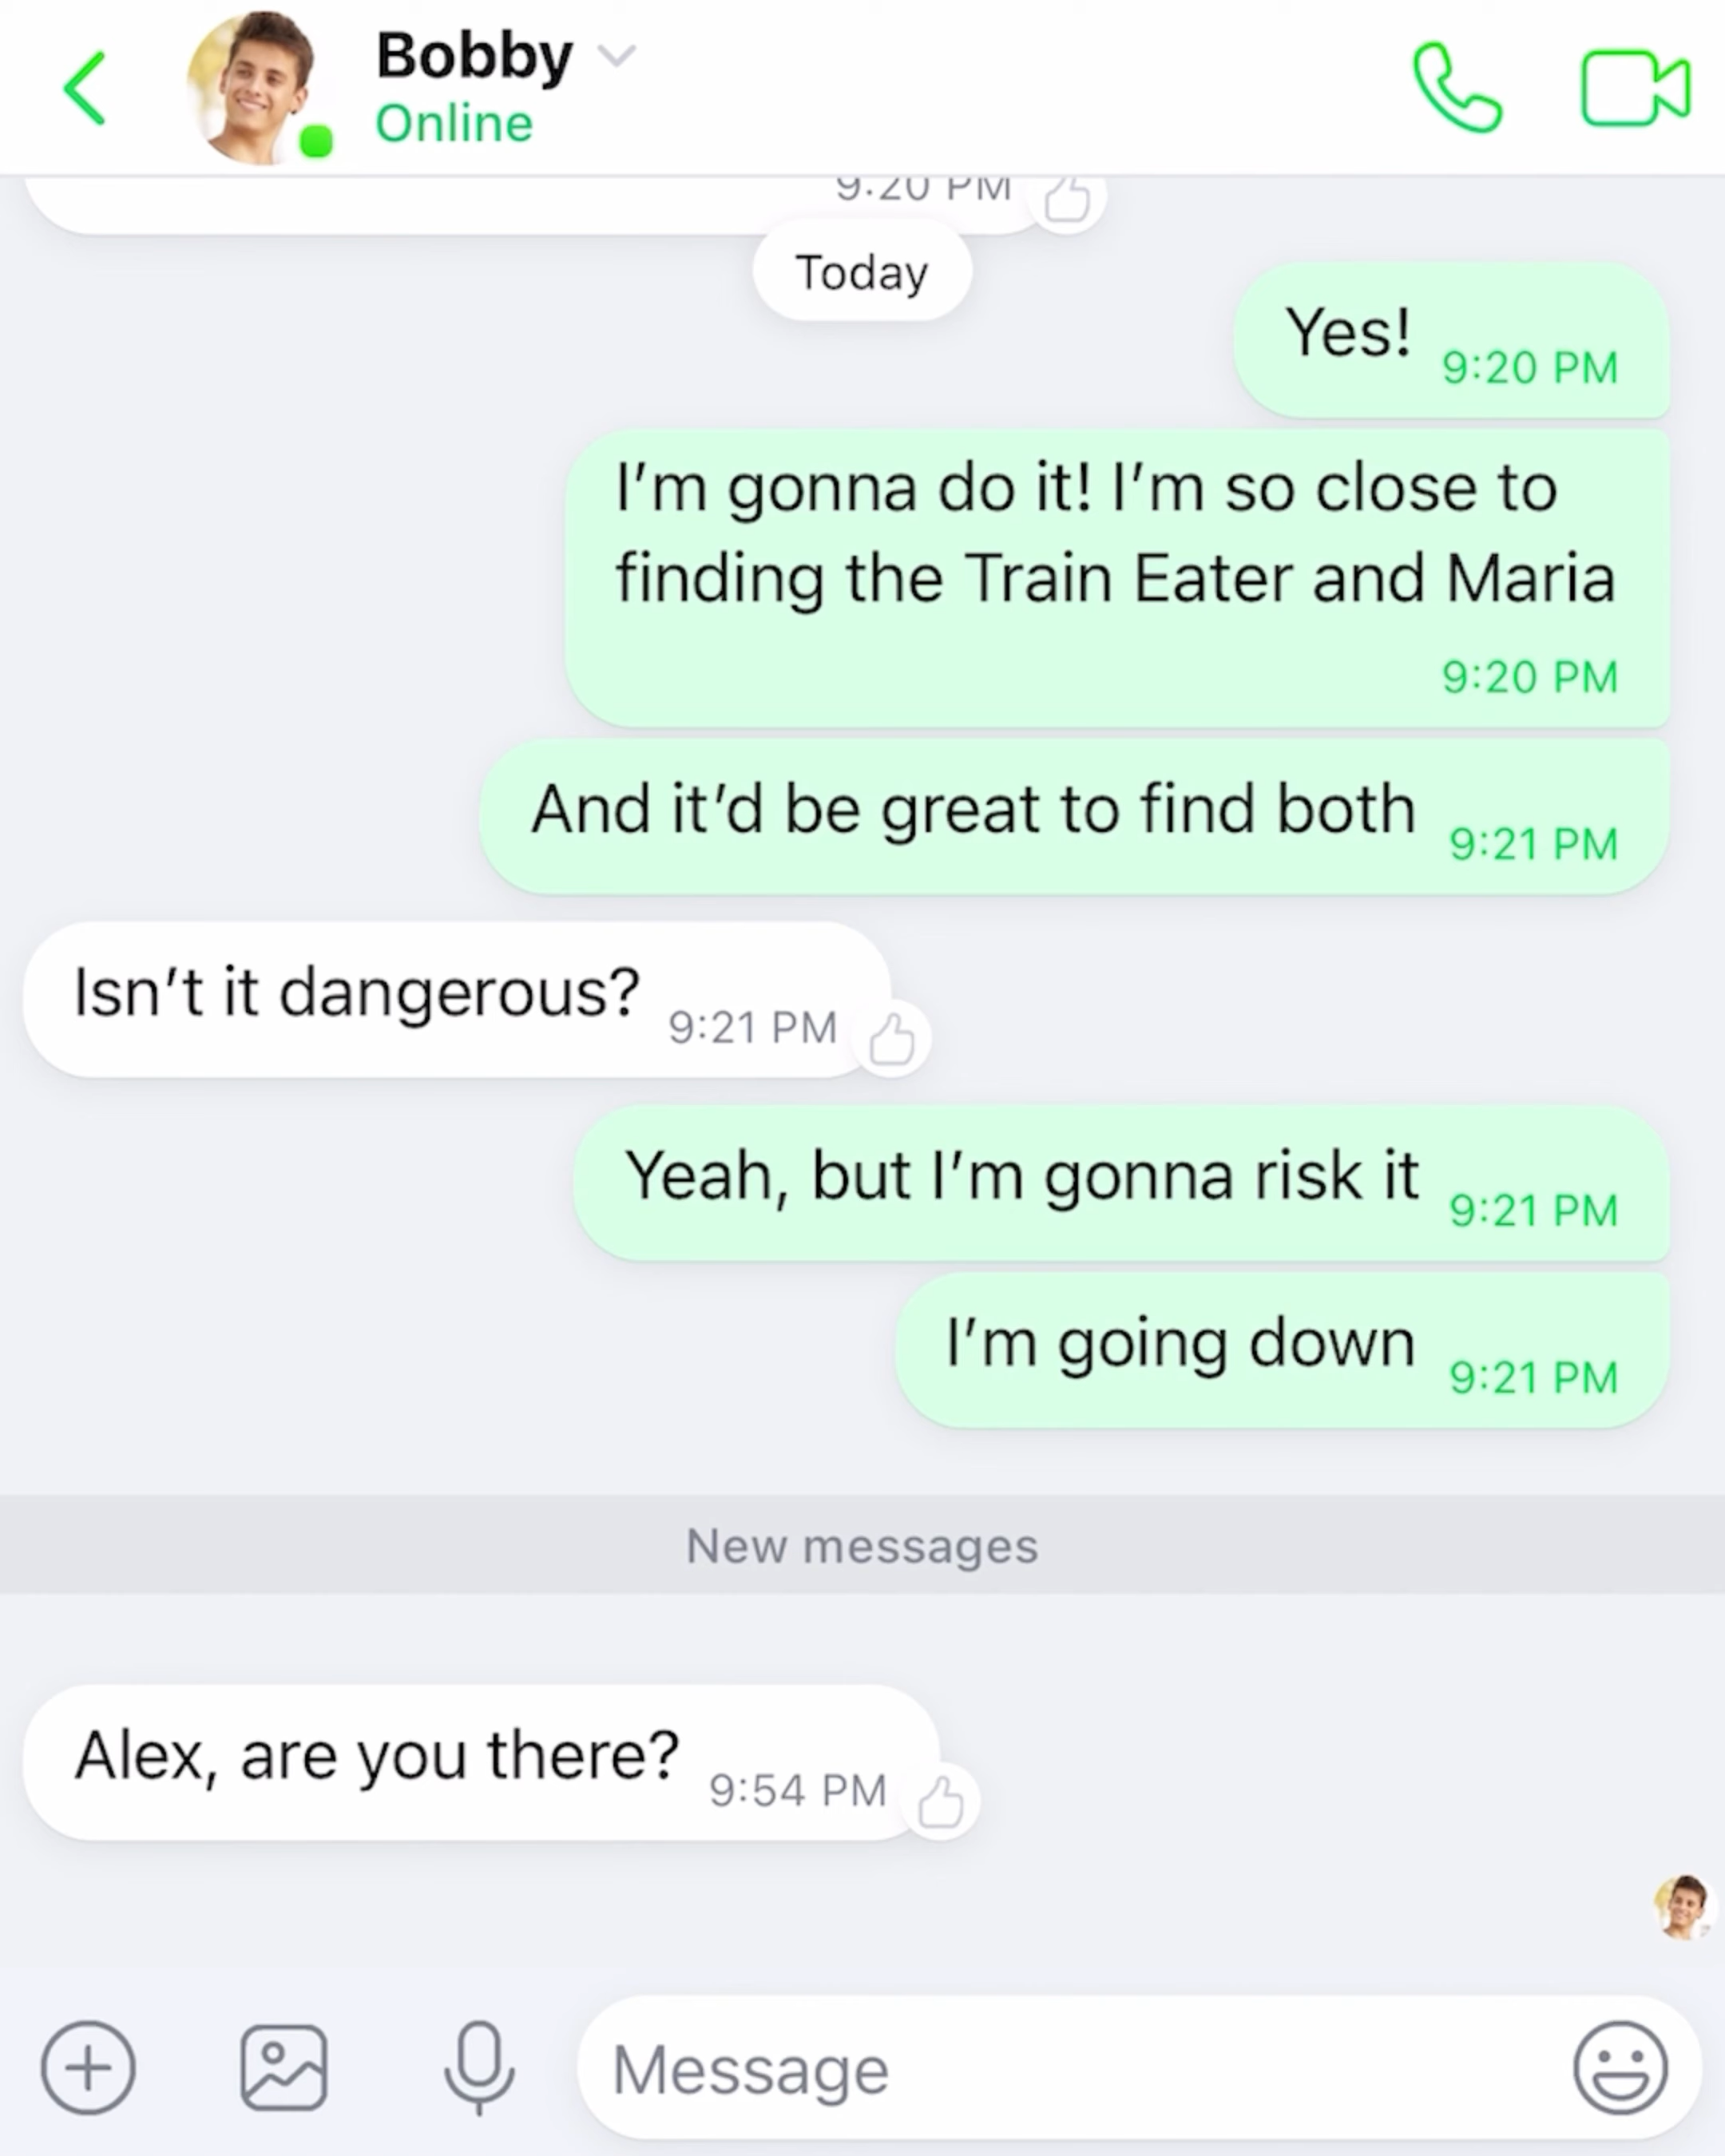 Bobby
Online
9:20 PM
Today
Yes!
9:20 PM
I’m gonna do it! I’m so close to
finding the Train Eater and Maria
9:20 PM
And it’d be great to find both
9:21 PM
Isn’t it dangerous?
9:21 PM
Yeah, but I’m gonna risk it
9:21 PM
I’m going down
9:21 PM
New messages
Alex, are you there?
9:54 PM
Message